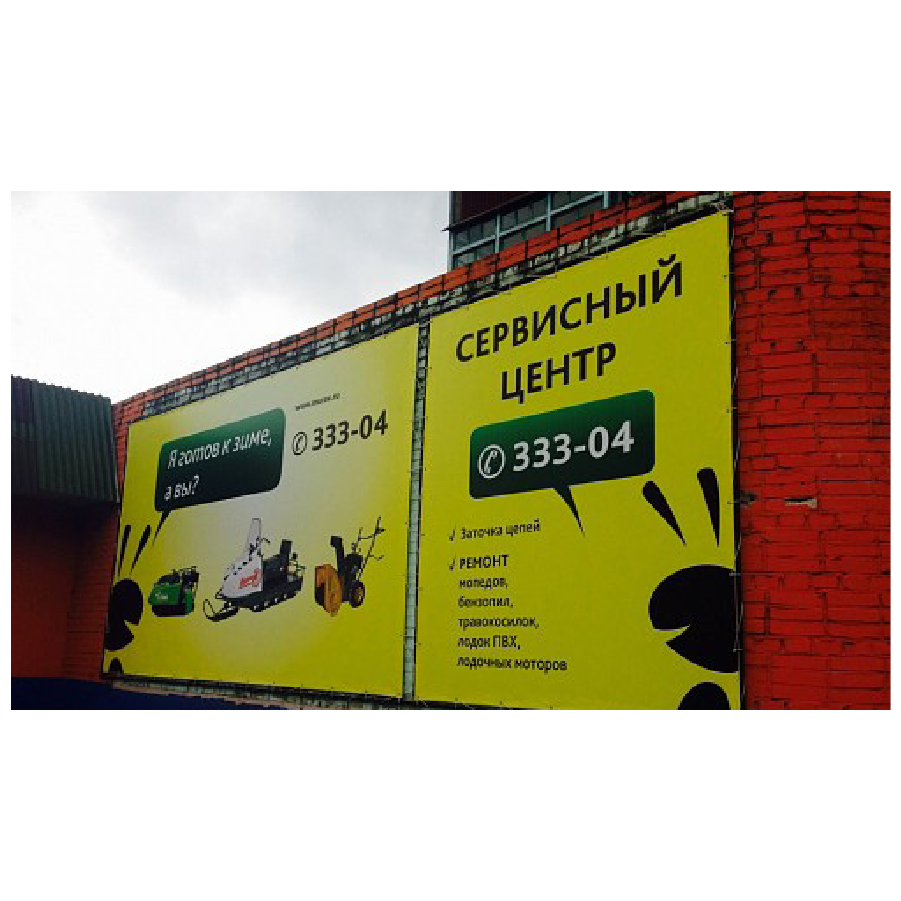 Я готов к зиме,
а вы?
333-04
СЕРВИСНЫЙ
ЦЕНТР
333-04
Заточка цепей
РЕМОНТ
мопедов,
бензопил,
травокосилок,
лодок ПВХ,
лодочных моторов